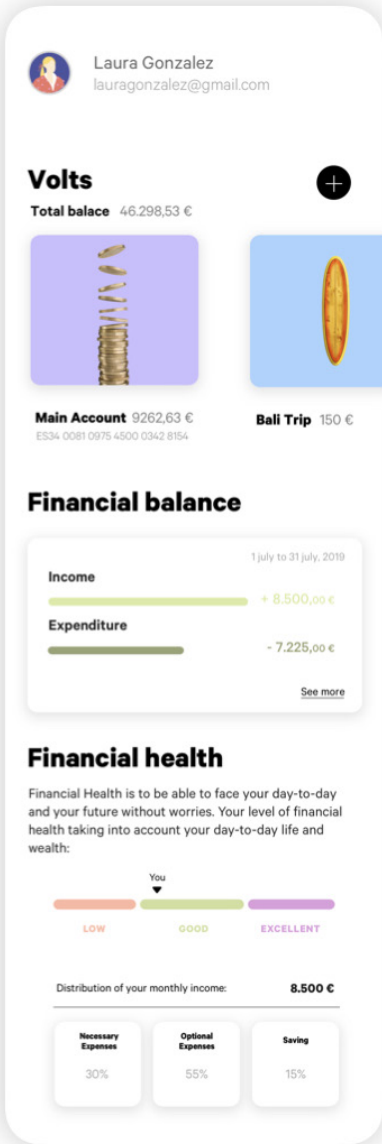 Laura Gonzalez
lauragonzalez@gmail.com
Volts
Total balace 46.298,53 €
Main Account 9262,63 €
ES34 0081 0975 4500 0342 8154
Bali Trip 150 €
Financial balance
1 july to 31 july, 2019
Income
+ 8.500,00 €
Expenditure
- 7.225,00 €
See more
Financial health
Financial Health is to be able to face your day-to-day
and your future without worries. Your level of financial
health taking into account your day-to-day life and
wealth:
You
LOW GOOD EXCELLENT
Distribution of your monthly income: 8.500 €
Necessary
Expenses
30%
Optional
Expenses
55%
Saving
15%